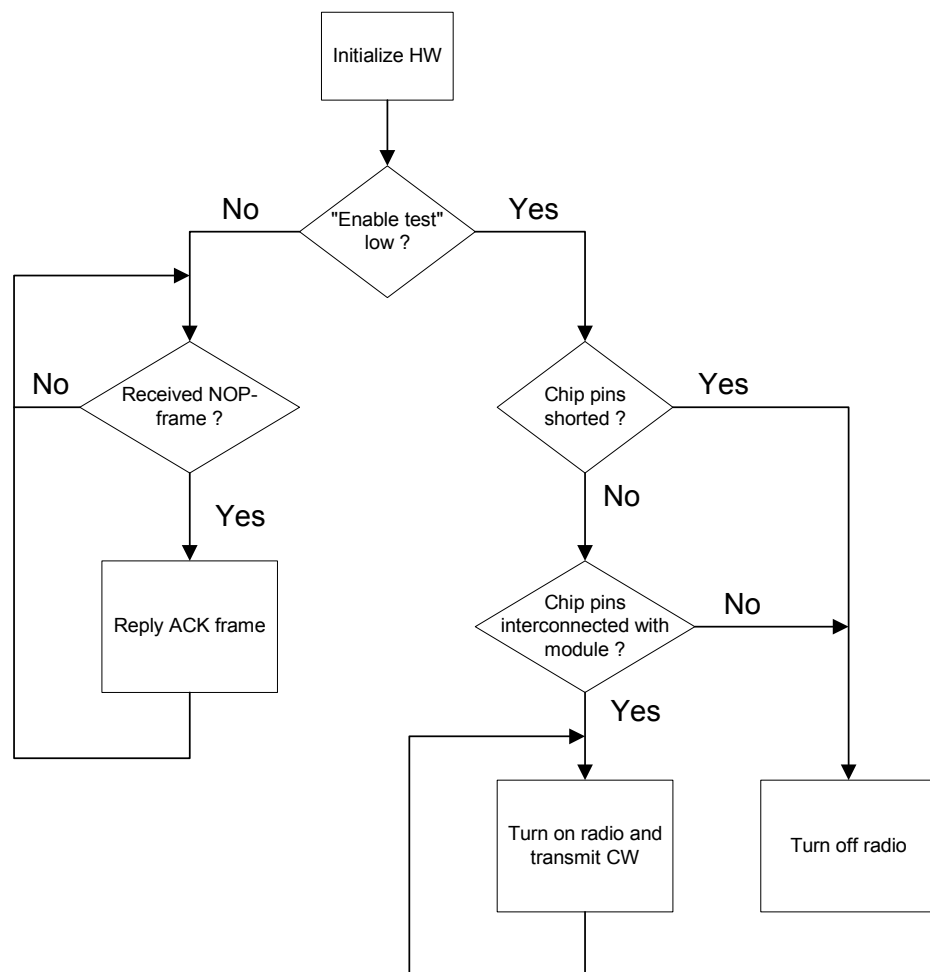 Initialize HW
No
Yes
"Enable test"
low ?
No
Received NOP-
frame ?
Chip pins
shorted ?
Yes
Yes
No
Reply ACK frame
Chip pins
interconnected with
module ?
No
Yes
Turn on radio and
transmit CW
Turn off radio